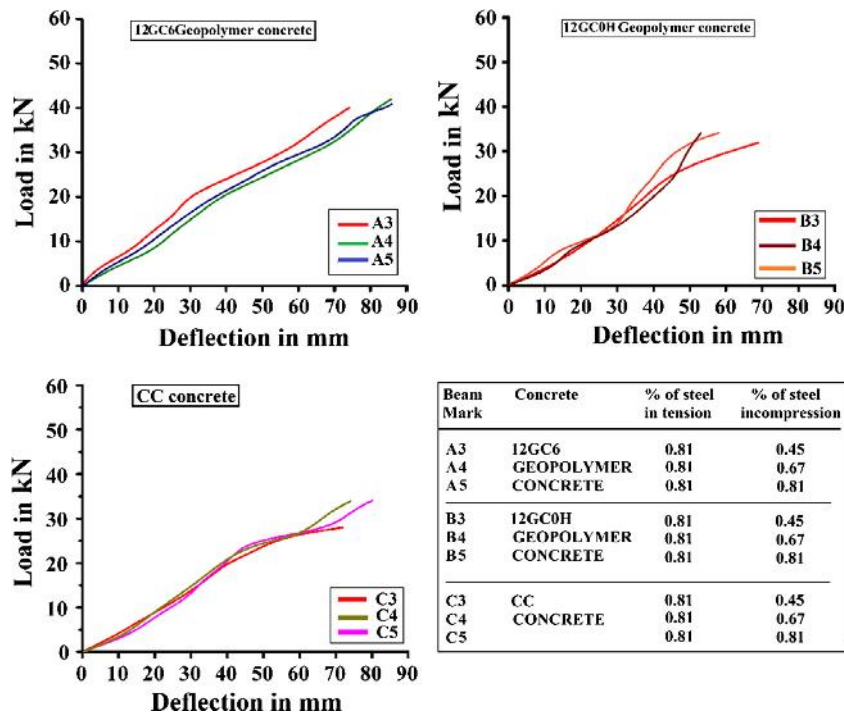 12GC6Geopolymer concrete
60
50
40
30
20
10
0
Load in kN
A3
A4
A5
0 10 20 30 40 50 60 70 80 90
Deflection in mm
12GC0H Geopolymer concrete
60
50
40
30
20
10
0
Load in kN
B3
B4
B5
0 10 20 30 40 50 60 70 80 90
Deflection in mm
CC concrete
60
50
40
30
20
10
0
Load in kN
C3
C4
C5
0 10 20 30 40 50 60 70 80 90
Deflection in mm
Beam Concrete % of steel % of steel
Mark in tension incompression
A3 12GC6 0.81 0.45
A4 GEOPOLYMER 0.81 0.67
A5 CONCRETE 0.81 0.81
B3 12GC0H 0.81 0.45
B4 GEOPOLYMER 0.81 0.67
B5 CONCRETE 0.81 0.81
C3 CC 0.81 0.45
C4 CONCRETE 0.81 0.67
C5 0.81 0.81